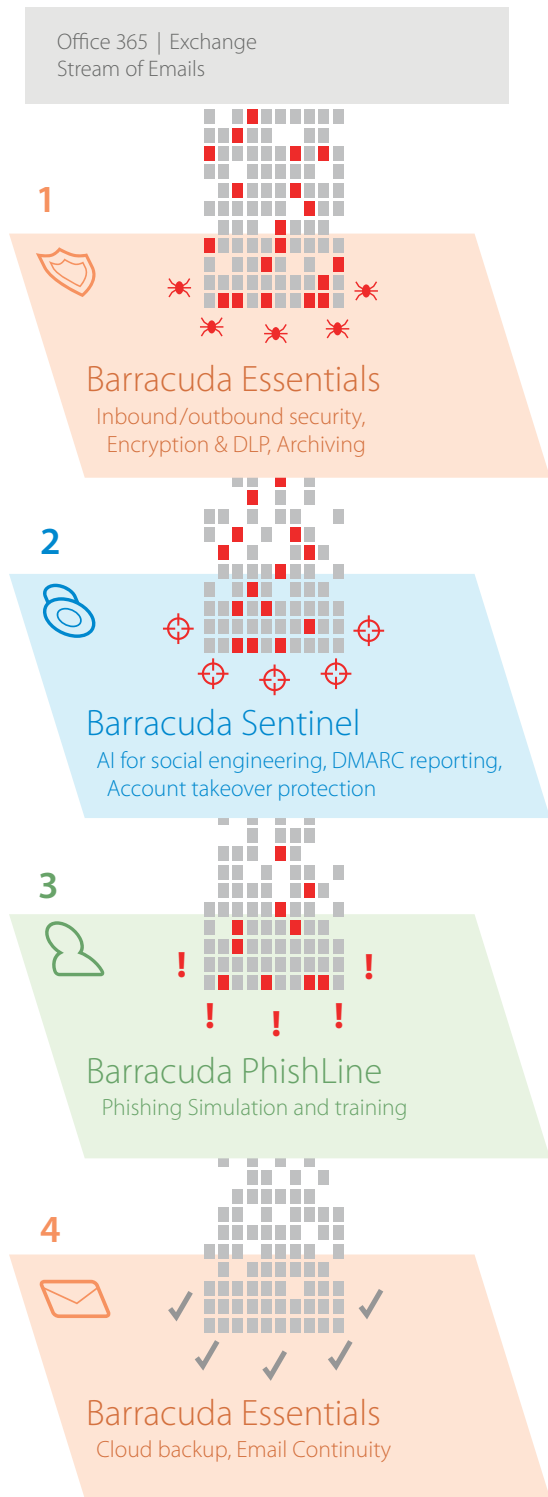 Office 365 | Exchange
Stream of Emails
1
Barracuda Essentials
Inbound/outbound security,
Encryption & DLP, Archiving
2
Barracuda Sentinel
AI for social engineering, DMARC reporting,
Account takeover protection
3
! !
! ! !
Barracuda PhishLine
Phishing Simulation and training
4
Barracuda Essentials
Cloud backup, Email Continuity